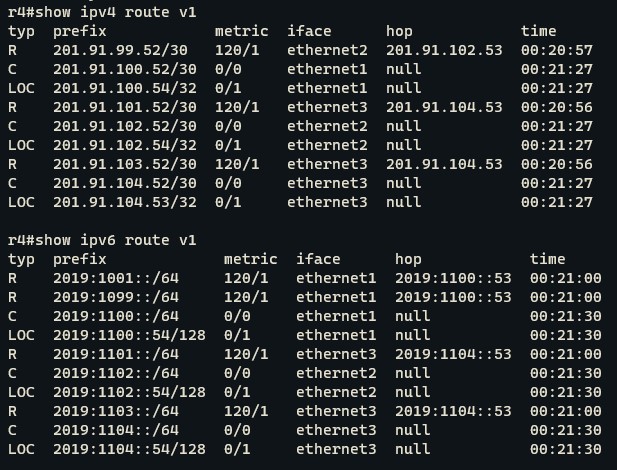 r4#show ipv4 route v1
typ  prefix            metric  iface      hop            time
R    201.91.99.52/30   120/1   ethernet2  201.91.102.53  00:20:57
C    201.91.100.52/30  0/0     ethernet1  null           00:21:27
LOC  201.91.100.54/32  0/1     ethernet1  null           00:21:27
R    201.91.101.52/30  120/1   ethernet3  201.91.104.53  00:20:56
C    201.91.102.52/30  0/0     ethernet2  null           00:21:27
LOC  201.91.102.54/32  0/1     ethernet2  null           00:21:27
R    201.91.103.52/30  120/1   ethernet3  201.91.104.53  00:20:56
C    201.91.104.52/30  0/0     ethernet3  null           00:21:27
LOC  201.91.104.53/32  0/1     ethernet3  null           00:21:27

r4#show ipv6 route v1
typ  prefix             metric  iface      hop            time
R    2019:1001::/64     120/1   ethernet1  2019:1100::53  00:21:00
R    2019:1099::/64     120/1   ethernet1  2019:1100::53  00:21:00
C    2019:1100::/64     0/0     ethernet1  null           00:21:30
LOC  2019:1100::54/128  0/1     ethernet1  null           00:21:30
R    2019:1101::/64     120/1   ethernet3  2019:1104::53  00:21:00
C    2019:1102::/64     0/0     ethernet2  null           00:21:30
LOC  2019:1102::54/128  0/1     ethernet2  null           00:21:30
R    2019:1103::/64     120/1   ethernet3  2019:1104::53  00:21:00
C    2019:1104::/64     0/0     ethernet3  null           00:21:30
LOC  2019:1104::54/128  0/1     ethernet3  null           00:21:30